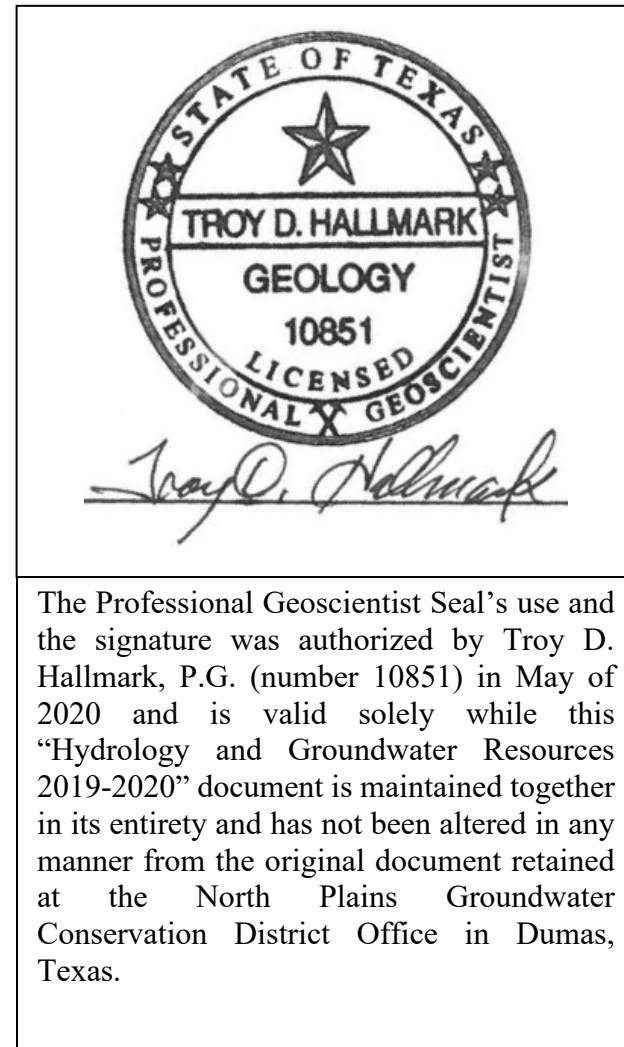 STATE OF TEXAS
TROY D. HALLMARK
GEOLOGY
10851
LICENSED
PROFESSIONAL GEOSCIENTIST
Troy D. Hallmark
The Professional Geoscientist Seal’s use and
the signature was authorized by Troy D.
Hallmark, P.G. (number 10851) in May of
2020 and is valid solely while this
“Hydrology and Groundwater Resources
2019-2020” document is maintained together
in its entirety and has not been altered in any
manner from the original document retained
at the North Plains Groundwater
Conservation District Office in Dumas,
Texas.